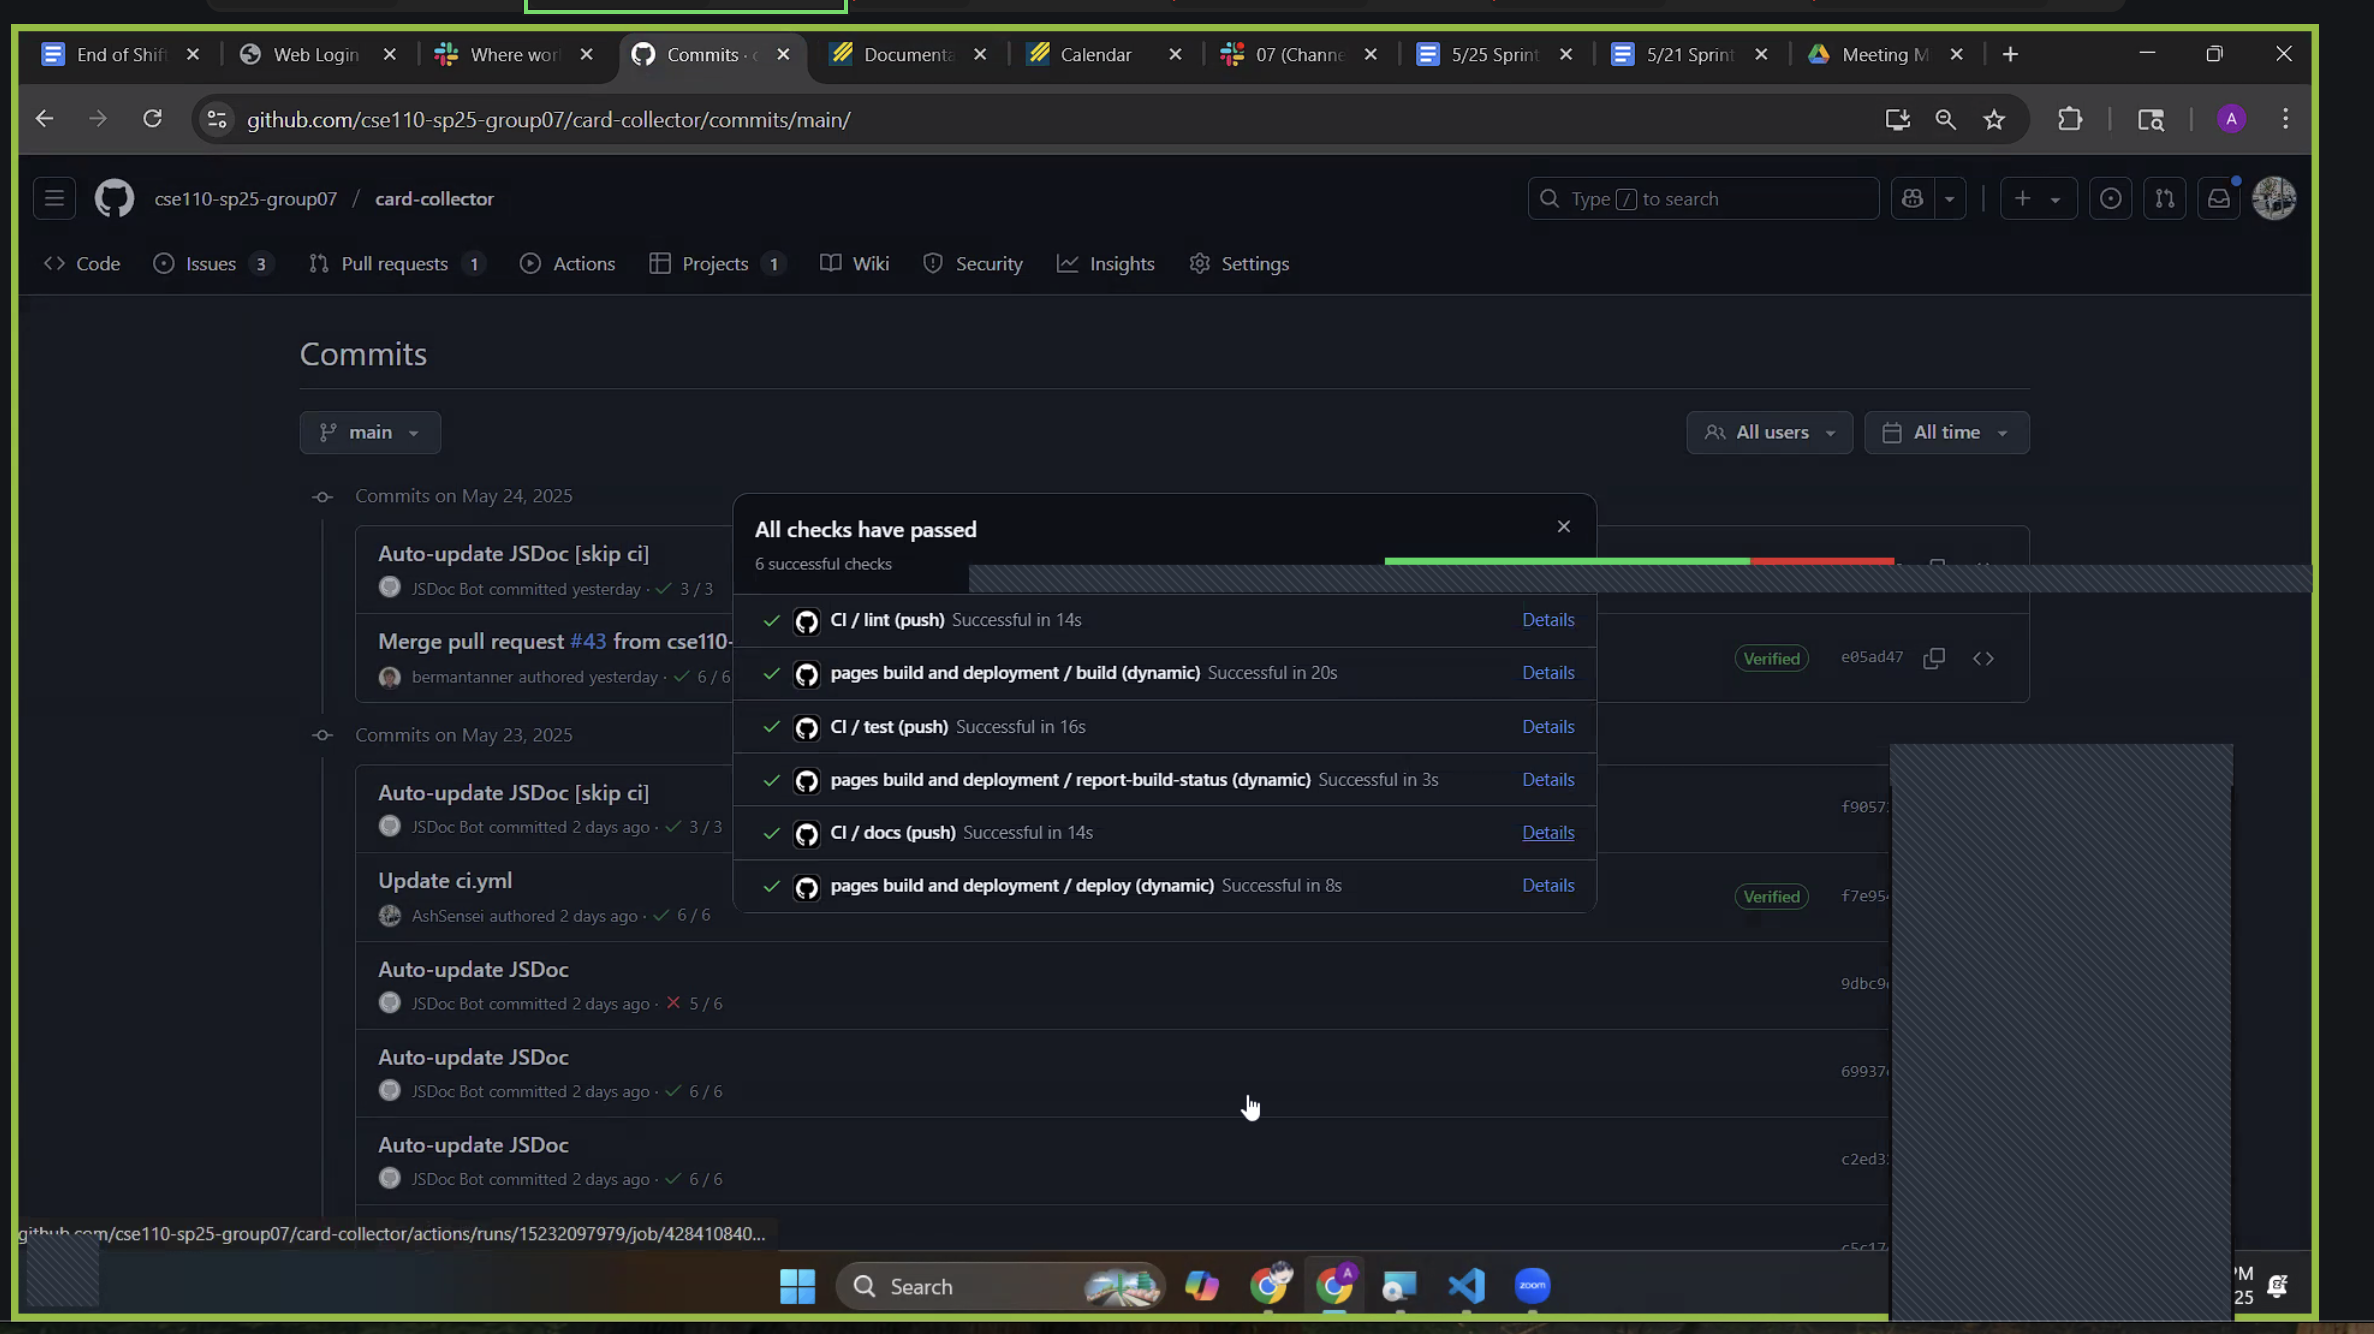 End of Shift
Web Login
Where wor
Commits · c
Documenta
Calendar
07 (Channe
5/25 Sprint
5/21 Sprint
Meeting M
github.com/cse110-sp25-group07/card-collector/commits/main/
A
cse110-sp25-group07 / card-collector
Type / to search
Code
Issues 3
Pull requests 1
Actions
Projects 1
Wiki
Security
Insights
Settings
Commits
main
All users
All time
Commits on May 24, 2025
Auto-update JSDoc [skip ci]
JSDoc Bot committed yesterday · 3 / 3
Merge pull request #43 from cse110-
bermantanner authored yesterday · 6 / 6
Verified
e05ad47
All checks have passed
6 successful checks
CI / lint (push) Successful in 14s Details
pages build and deployment / build (dynamic) Successful in 20s Details
CI / test (push) Successful in 16s Details
pages build and deployment / report-build-status (dynamic) Successful in 3s Details
CI / docs (push) Successful in 14s Details
pages build and deployment / deploy (dynamic) Successful in 8s Details
Commits on May 23, 2025
Auto-update JSDoc [skip ci]
JSDoc Bot committed 2 days ago · 3 / 3
f9057
Update ci.yml
AshSensei authored 2 days ago · 6 / 6
Verified
f7e95
Auto-update JSDoc
JSDoc Bot committed 2 days ago · 5 / 6
9dbc9
Auto-update JSDoc
JSDoc Bot committed 2 days ago · 6 / 6
69937
Auto-update JSDoc
JSDoc Bot committed 2 days ago · 6 / 6
c2ed3
github.com/cse110-sp25-group07/card-collector/actions/runs/15232097979/job/428410840...
Search
A
zoom
PM
25